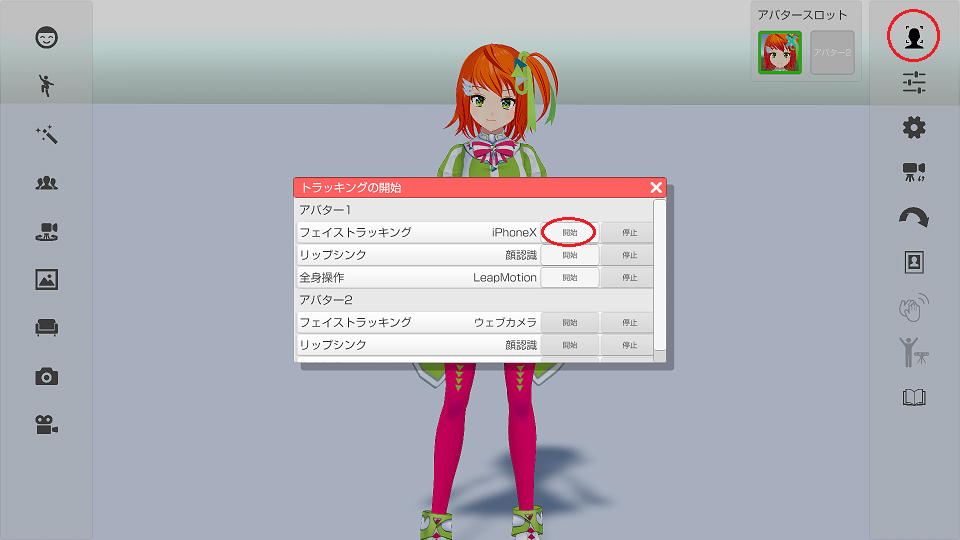 アバタースロット
アバター2
トラッキングの開始
アバター1
フェイストラッキング iPhoneX 開始 停止
リップシンク 顔認識 開始 停止
全身操作 LeapMotion 開始 停止
アバター2
フェイストラッキング ウェブカメラ 開始 停止
リップシンク 顔認識 開始 停止